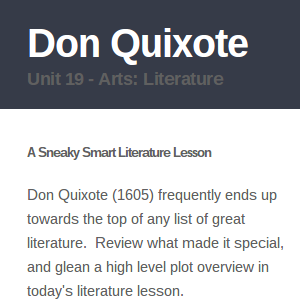 Don Quixote
Unit 19 - Arts: Literature
A Sneaky Smart Literature Lesson
Don Quixote (1605) frequently ends up
towards the top of any list of great
literature.  Review what made it special,
and glean a high level plot overview in
today's literature lesson.